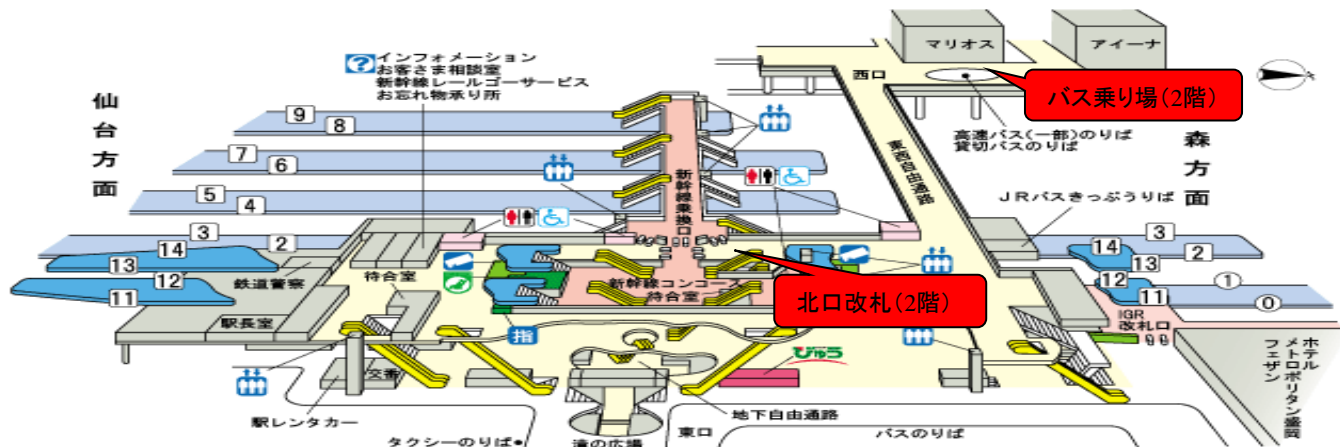 マリオス
アイーナ
西口
バス乗り場(2階)
高速バス(一部)のりば
貸切バスのりば
?
インフォメーション
お客さま相談室
新幹線レールゴーサービス
お忘れ物承り所
仙台方面
森方面
9
8
7
6
5
4
3
2
14
13
12
11
新幹線乗換口
東西自由通路
JRバスきっぷうりば
3
14
2
13
12
11
1
0
待合室
鉄道警察
待合室
駅長室
新幹線コンコース
待合室
北口改札(2階)
IGR
改札口
指
びゅう
交番
駅レンタカー
タクシーのりば
滝の広場
地下自由通路
東口
バスのりば
ホテル
メトロポリタン盛岡
フェザン